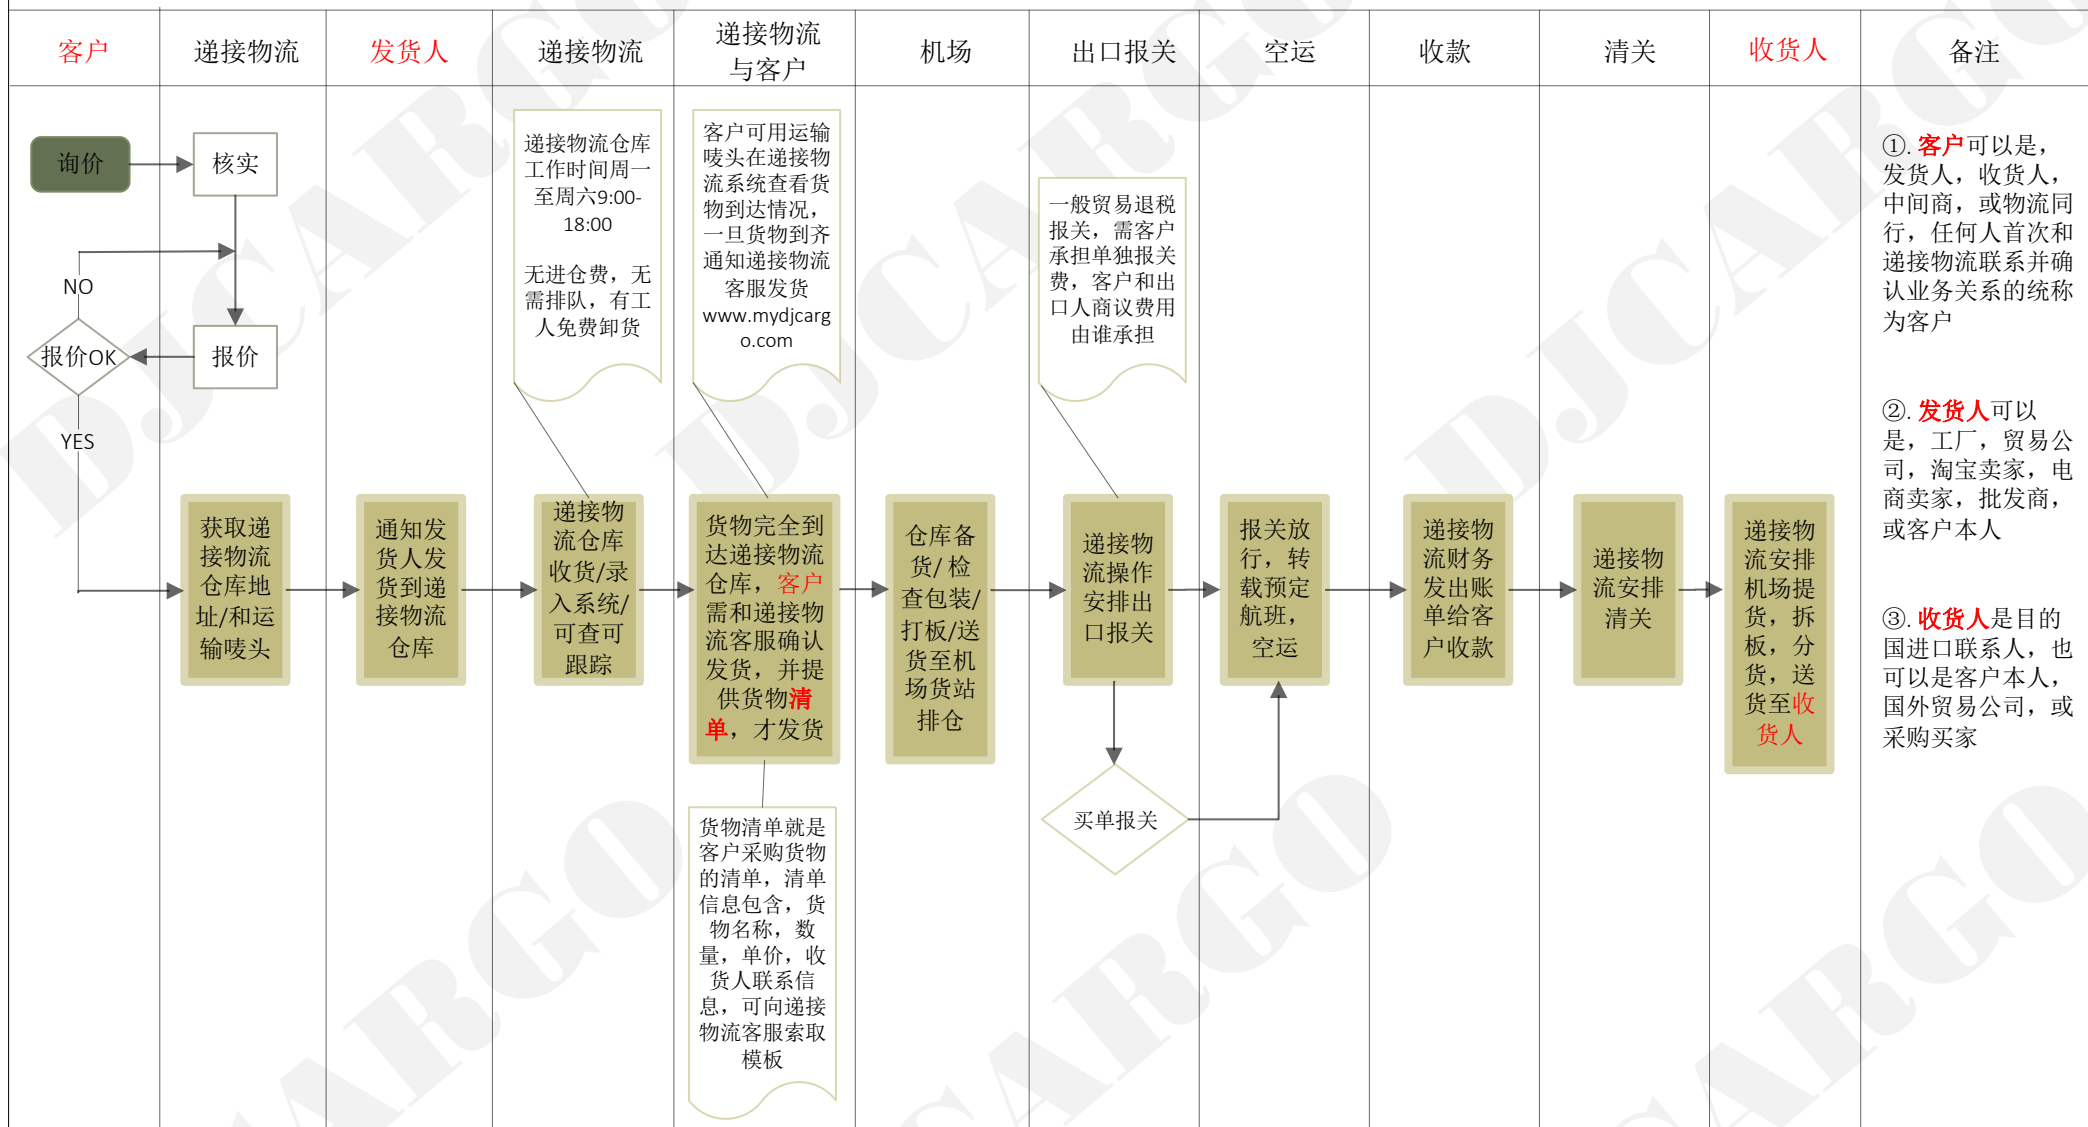 客户
递接物流
发货人
递接物流
递接物流
与客户
机场
出口报关
空运
收款
清关
收货人
备注
询价
核实
NO
报价OK
报价
YES
递接物流仓库
工作时间周一
至周六9:00-
18:00
无进仓费，无
需排队，有工
人免费卸货
客户可用运输
唛头在递接物
流系统查看货
物到达情况，
一旦货物到齐
通知递接物流
客服发货
www.mydjcarg
o.com
一般贸易退税
报关，需客户
承担单独报关
费，客户和出
口人商议费用
由谁承担
获取递
接物流
仓库地
址/和运
输唛头
通知发
货人发
货到递
接物流
仓库
递接物
流仓库
收货/录
入系统/
可查可
跟踪
货物完全到
达递接物流
仓库，客户
需和递接物
流客服确认
发货，并提
供货物清
单，才发货
仓库备
货/检
查包装/
打板/送
货至机
场货站
排仓
递接物
流操作
安排出
口报关
报关放
行，转
载预定
航班，
空运
递接物
流财务
发出账
单给客
户收款
递接物
流安排
清关
递接物
流安排
机场提
货，拆
板，分
货，送
货至收
货人
买单报关
货物清单就是
客户采购货物
的清单，清单
信息包含，货
物名称，数
量，单价，收
货人联系信
息，可向递接
物流客服索取
模板
①. 客户可以是，
发货人，收货人，
中间商，或物流同
行，任何人首次和
递接物流联系并确
认业务关系的统称
为客户
②. 发货人可以
是，工厂，贸易公
司，淘宝卖家，电
商卖家，批发商，
或客户本人
③. 收货人是目的
国进口联系人，也
可以是客户本人，
国外贸易公司，或
采购买家
DJCARGO
DJCARGO
DJCARGO
CARGO
CARGO
CARGO